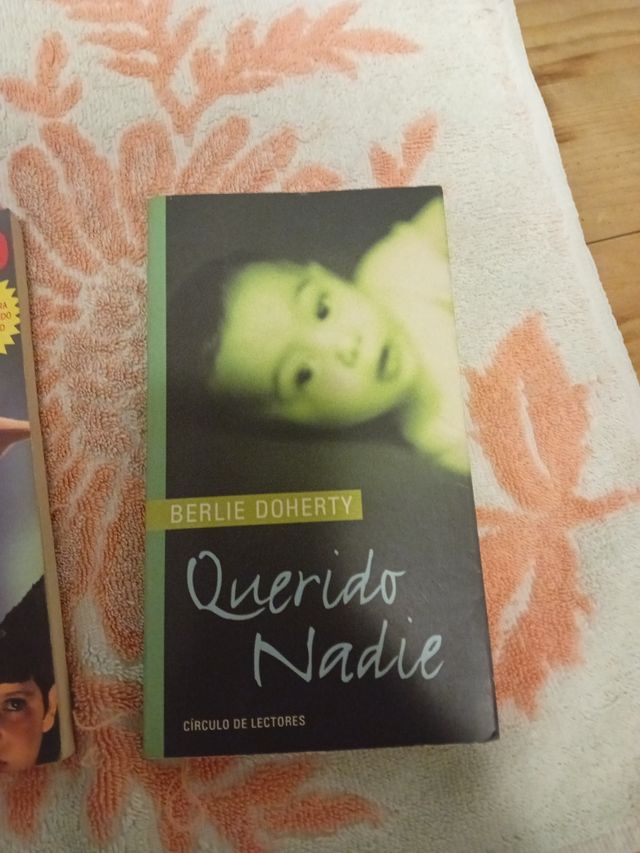 BERLIE DOHERTY
Querido
Nadie
CÍRCULO DE LECTORES